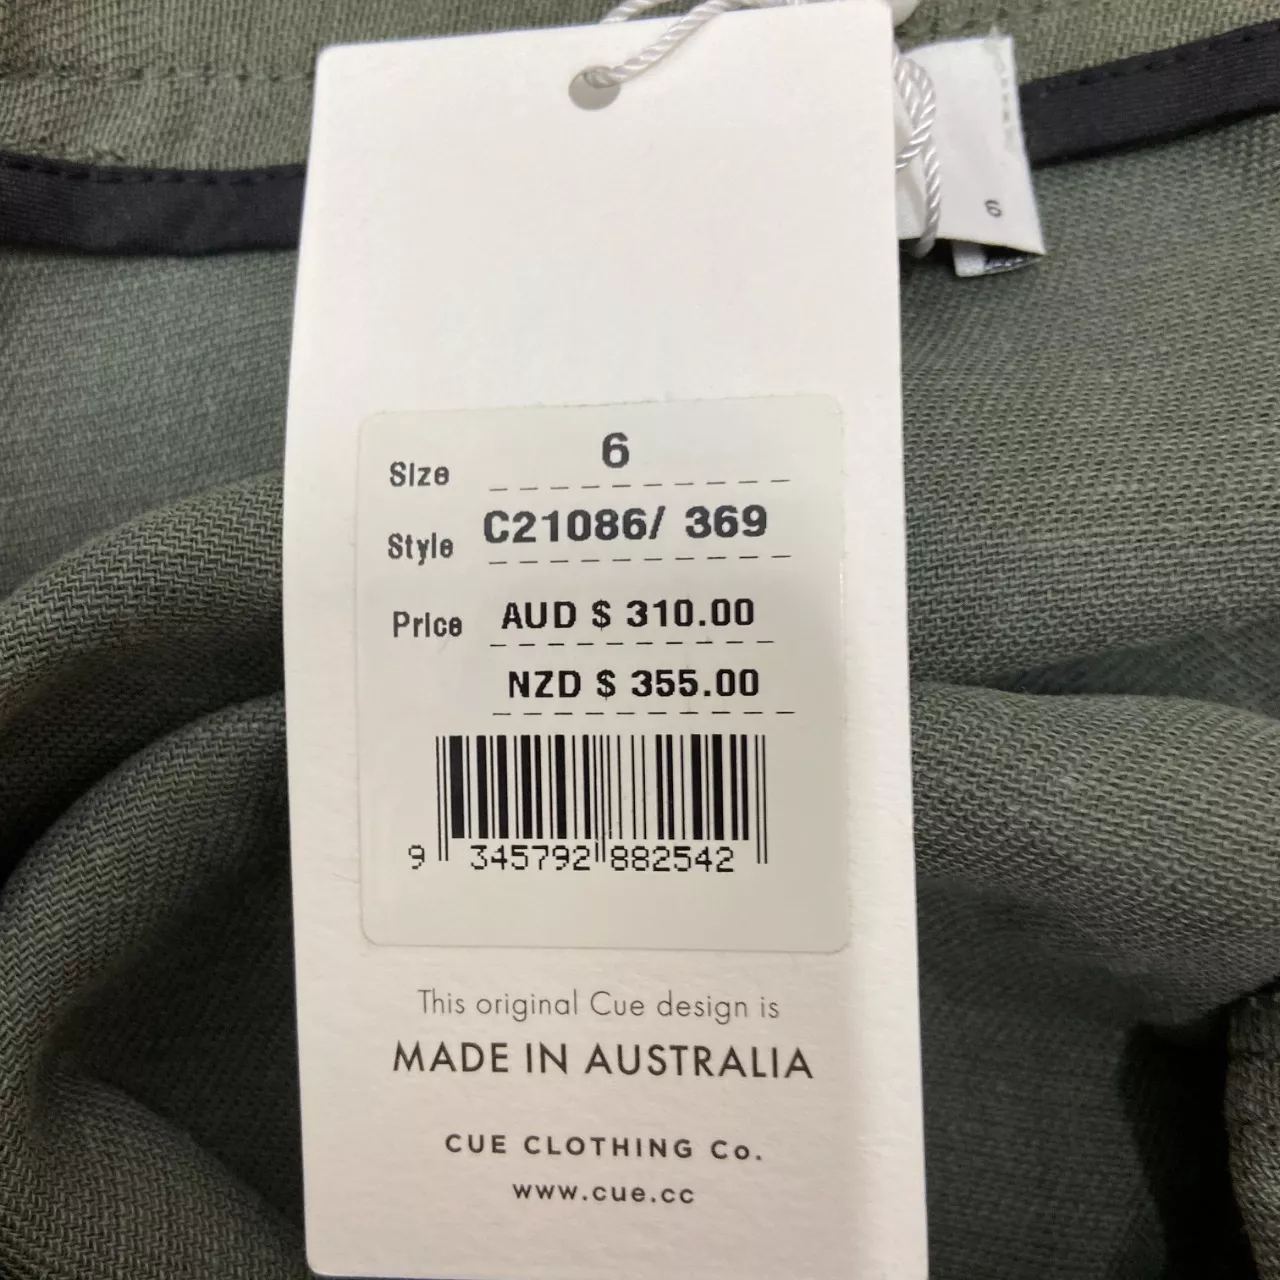 6
Size 6
Style C21086/ 369
Price AUD $ 310.00
NZD $ 355.00
9 345792 882542
This original Cue design is
MADE IN AUSTRALIA
CUE CLOTHING Co.
www.cue.cc